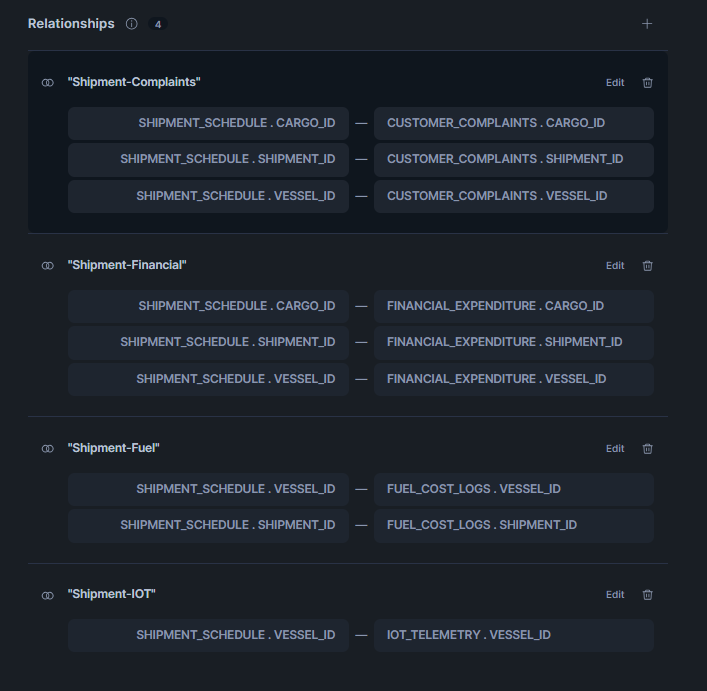 Relationships 4
"Shipment-Complaints" Edit
SHIPMENT_SCHEDULE . CARGO_ID — CUSTOMER_COMPLAINTS . CARGO_ID
SHIPMENT_SCHEDULE . SHIPMENT_ID — CUSTOMER_COMPLAINTS . SHIPMENT_ID
SHIPMENT_SCHEDULE . VESSEL_ID — CUSTOMER_COMPLAINTS . VESSEL_ID
"Shipment-Financial" Edit
SHIPMENT_SCHEDULE . CARGO_ID — FINANCIAL_EXPENDITURE . CARGO_ID
SHIPMENT_SCHEDULE . SHIPMENT_ID — FINANCIAL_EXPENDITURE . SHIPMENT_ID
SHIPMENT_SCHEDULE . VESSEL_ID — FINANCIAL_EXPENDITURE . VESSEL_ID
"Shipment-Fuel" Edit
SHIPMENT_SCHEDULE . VESSEL_ID — FUEL_COST_LOGS . VESSEL_ID
SHIPMENT_SCHEDULE . SHIPMENT_ID — FUEL_COST_LOGS . SHIPMENT_ID
"Shipment-IOT" Edit
SHIPMENT_SCHEDULE . VESSEL_ID — IOT_TELEMETRY . VESSEL_ID